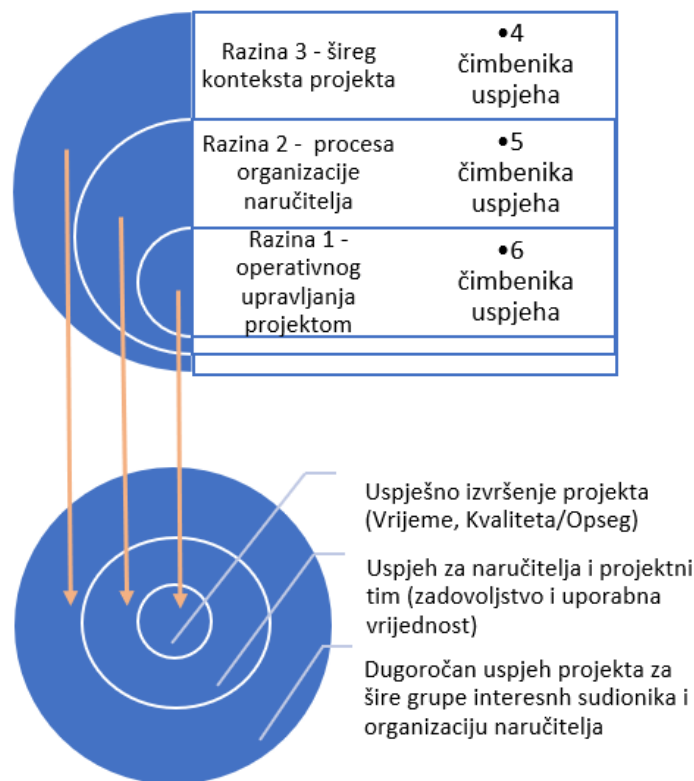 Razina 3 - šireg
konteksta projekta
•4
čimbenika
uspjeha
Razina 2 - procesa
organizacije
naručitelja
•5
čimbenika
uspjeha
Razina 1 -
operativnog
upravljanja
projektom
•6
čimbenika
uspjeha
Uspješno izvršenje projekta
(Vrijeme, Kvaliteta/Opseg)
Uspjeh za naručitelja i projektni
tim (zadovoljstvo i uporabna
vrijednost)
Dugoročan uspjeh projekta za
šire grupe interesnh sudionika i
organizaciju naručitelja